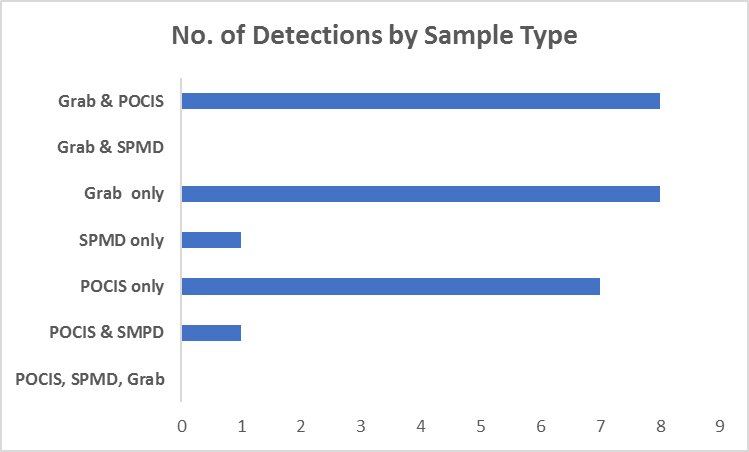 No. of Detections by Sample Type
Grab & POCIS
Grab & SPMD
Grab  only
SPMD only
POCIS only
POCIS & SMPD
POCIS, SPMD, Grab
0 1 2 3 4 5 6 7 8 9